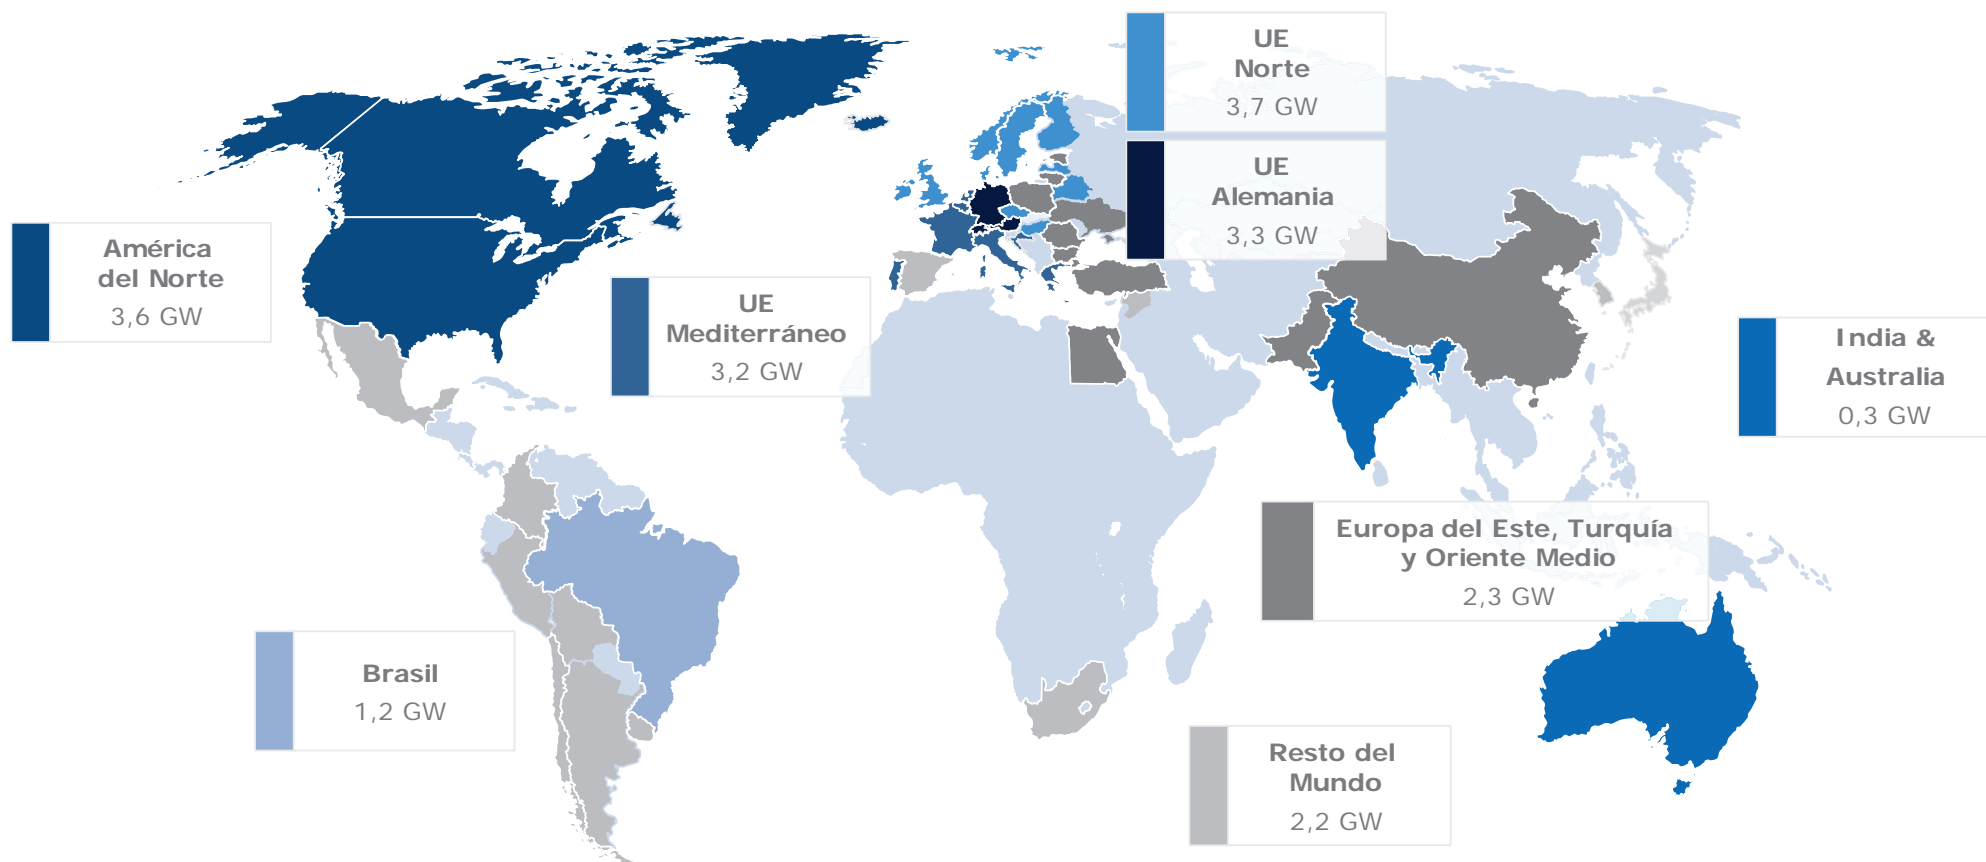 UE
Norte
3,7 GW
UE
Alemania
3,3 GW
América
del Norte
3,6 GW
UE
Mediterráneo
3,2 GW
India &
Australia
0,3 GW
Europa del Este, Turquía
y Oriente Medio
2,3 GW
Brasil
1,2 GW
Resto del
Mundo
2,2 GW